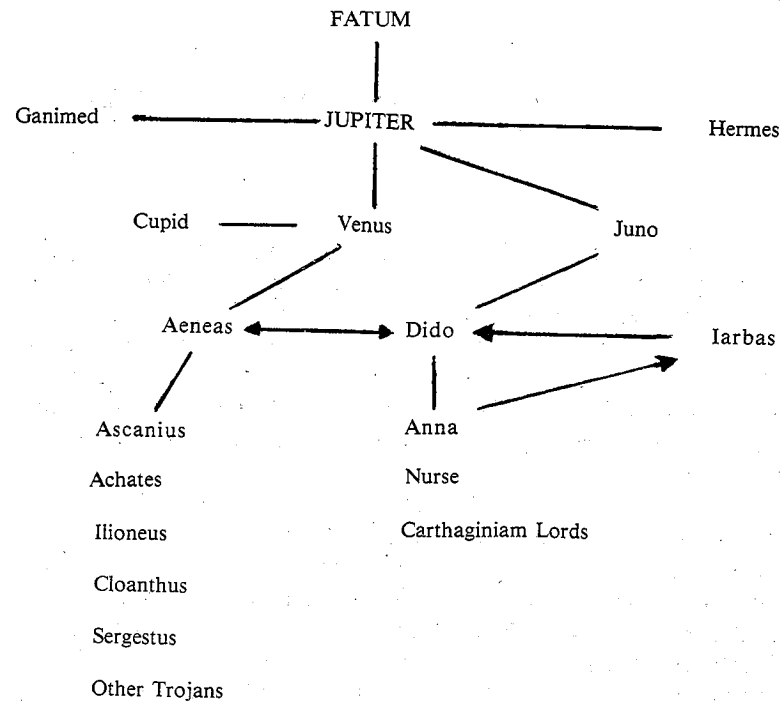 FATUM
Ganimed JUPITER Hermes
Cupid Venus Juno
Aeneas Dido Iarbas
Ascanius Anna
Achates Nurse
Ilioneus Carthaginiam Lords
Cloanthus
Sergestus
Other Trojans